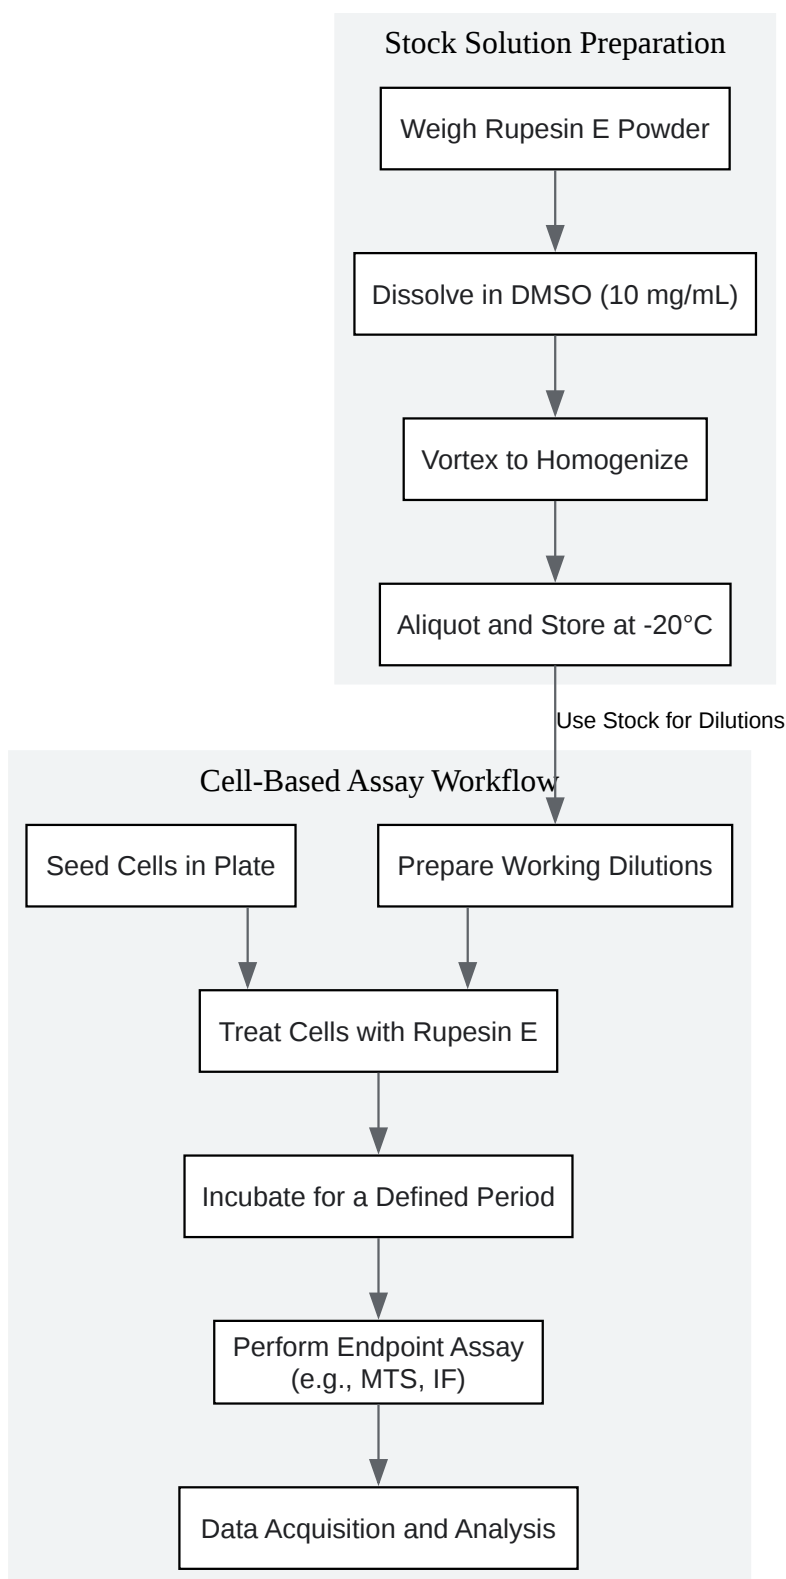 Stock Solution Preparation
Weigh Rupesin E Powder
Dissolve in DMSO (10 mg/mL)
Vortex to Homogenize
Aliquot and Store at -20°C
Use Stock for Dilutions
Cell-Based Assay Workflow
Seed Cells in Plate
Prepare Working Dilutions
Treat Cells with Rupesin E
Incubate for a Defined Period
Perform Endpoint Assay
(e.g., MTS, IF)
Data Acquisition and Analysis